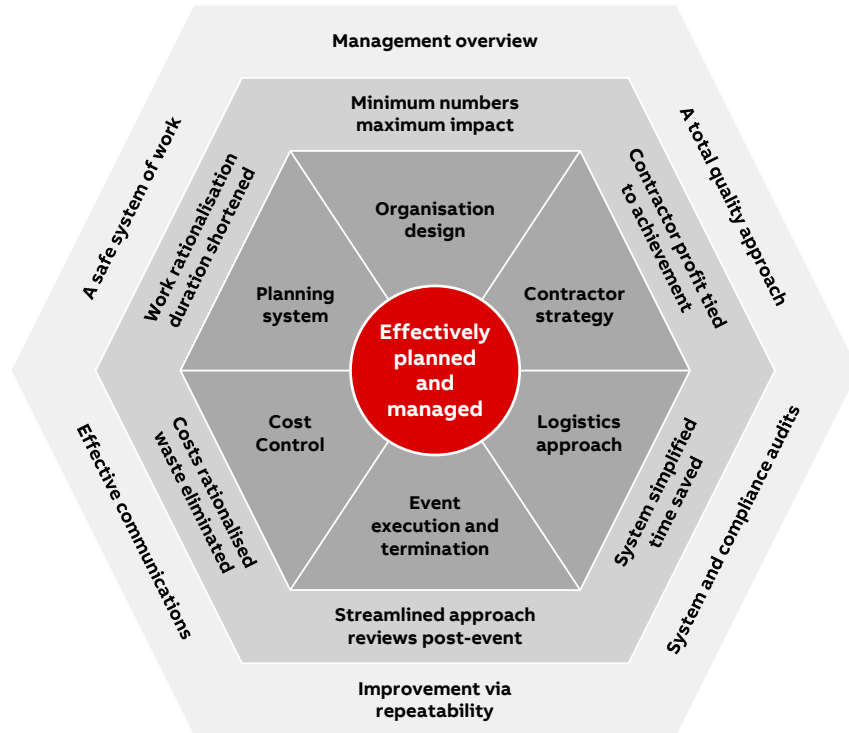 Management overview
Minimum numbers
maximum impact
A safe system of work
Work rationalisation
duration shortened
Contractor profit tied
to achievement
A total quality approach
Organisation
design
Planning
system
Contractor
strategy
Effectively
planned
and
managed
Cost
Control
Logistics
approach
Event
execution and
termination
Effective communications
Costs rationalised
waste eliminated
System simplified
time saved
System and compliance audits
Streamlined approach
reviews post-event
Improvement via
repeatability